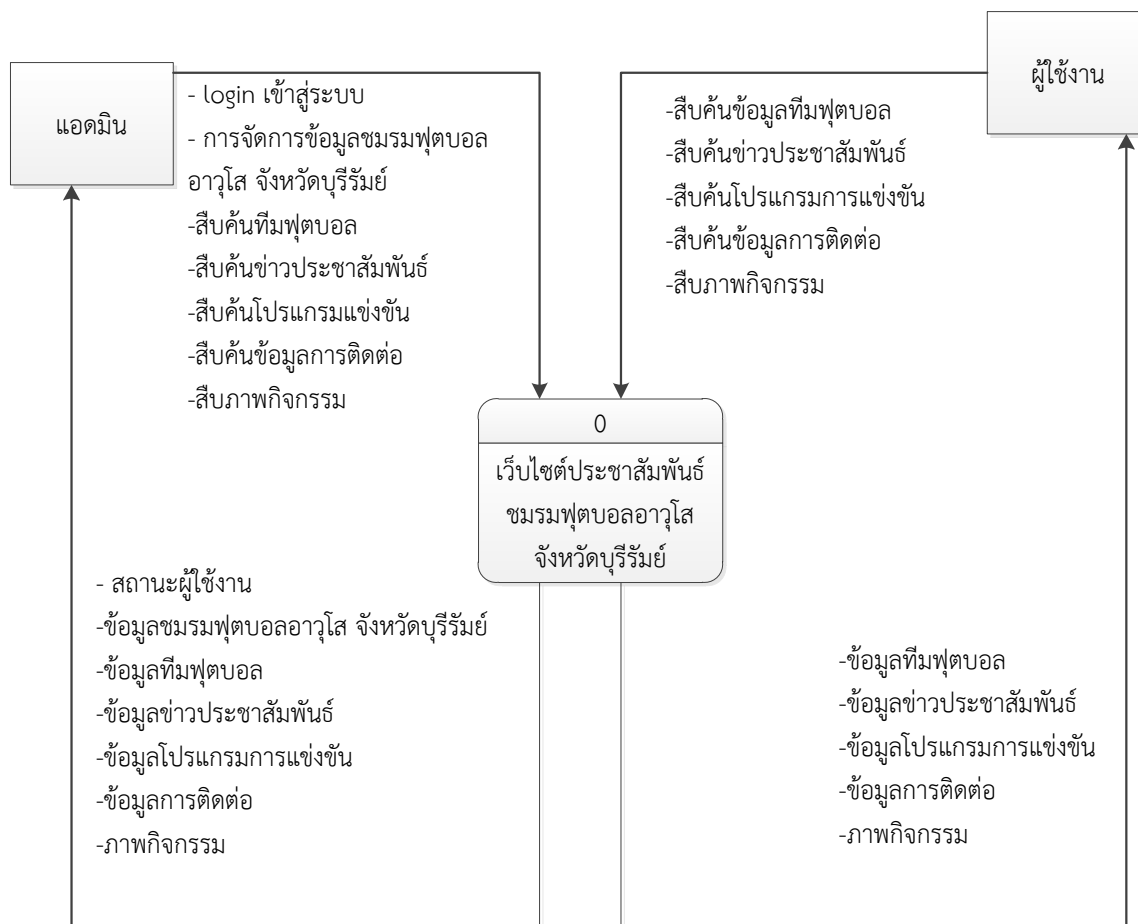 แอดมิน
- login เข้าสู่ระบบ
- การจัดการข้อมูลชมรมฟุตบอล
อาวุโส จังหวัดบุรีรัมย์
-สืบค้นทีมฟุตบอล
-สืบค้นข่าวประชาสัมพันธ์
-สืบค้นโปรแกรมแข่งขัน
-สืบค้นข้อมูลการติดต่อ
-สืบภาพกิจกรรม
ผู้ใช้งาน
-สืบค้นข้อมูลทีมฟุตบอล
-สืบค้นข่าวประชาสัมพันธ์
-สืบค้นโปรแกรมการแข่งขัน
-สืบค้นข้อมูลการติดต่อ
-สืบภาพกิจกรรม
0
เว็บไซต์ประชาสัมพันธ์
ชมรมฟุตบอลอาวุโส
จังหวัดบุรีรัมย์
- สถานะผู้ใช้งาน
-ข้อมูลชมรมฟุตบอลอาวุโส จังหวัดบุรีรัมย์
-ข้อมูลทีมฟุตบอล
-ข้อมูลข่าวประชาสัมพันธ์
-ข้อมูลโปรแกรมการแข่งขัน
-ข้อมูลการติดต่อ
-ภาพกิจกรรม
-ข้อมูลทีมฟุตบอล
-ข้อมูลข่าวประชาสัมพันธ์
-ข้อมูลโปรแกรมการแข่งขัน
-ข้อมูลการติดต่อ
-ภาพกิจกรรม